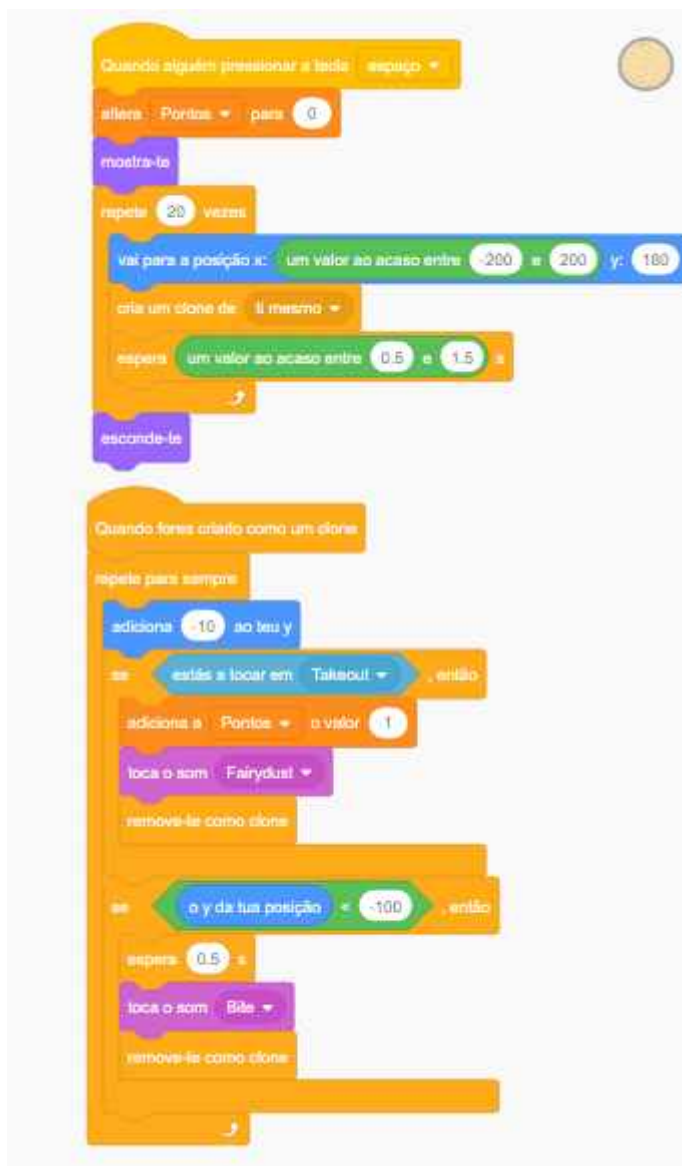 Quando alguém pressionar a tecla espaço
altera Pontos para 0
mostra-te
repete 20 vezes
vai para a posição x: um valor ao acaso entre -200 e 200 y: 180
cria um clone de ti mesmo
espera um valor ao acaso entre 0.5 e 1.5 s
esconde-te
Quando fores criado como um clone
repete para sempre
adiciona -10 ao teu y
se estás a tocar em Takeout , então
adiciona a Pontos o valor 1
toca o som Fairydust
remove-te como clone
se o y da tua posição < -100 , então
espera 0.5 s
toca o som Bite
remove-te como clone